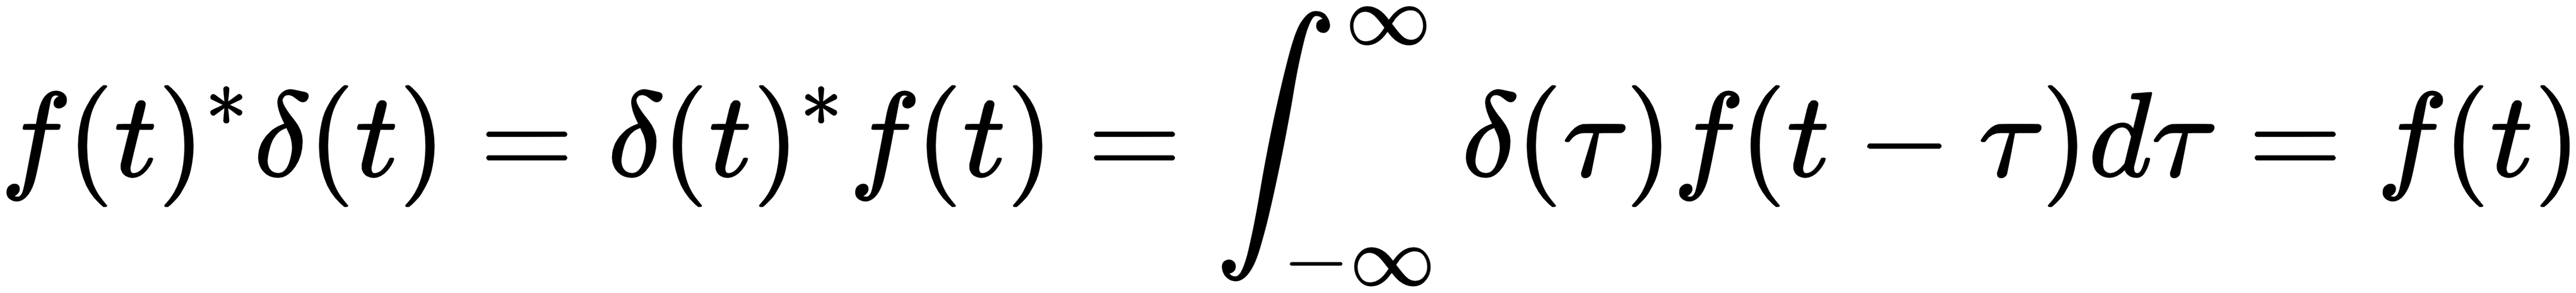 f(t)*δ(t) = δ(t)*f(t) = ∫_{-∞}^{∞} δ(τ)f(t − τ)dτ = f(t)